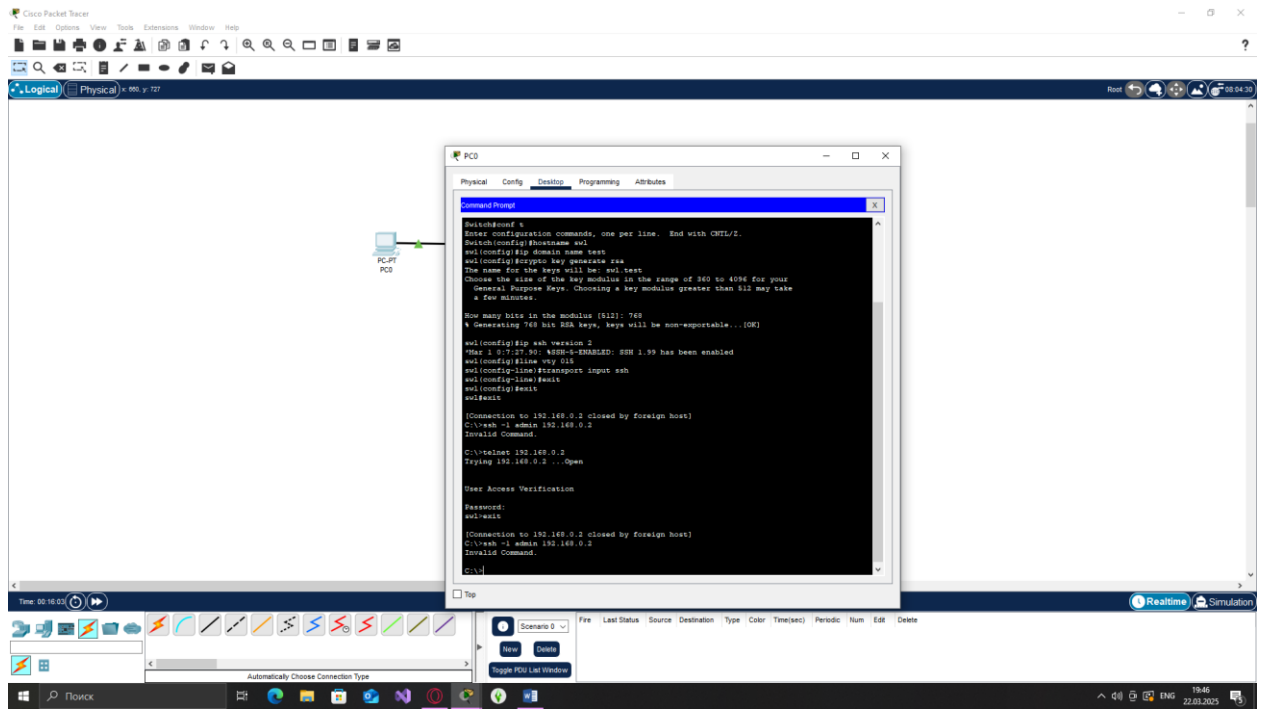 Cisco Packet Tracer
File Edit Options View Tools Extensions Window Help
?
Logical Physical x: 660, y: 727
Root 08:04:30
PC-PT
PC0
PC0
Physical Config Desktop Programming Attributes
Command Prompt X
Switch#conf t
Enter configuration commands, one per line. End with CNTL/Z.
Switch(config)#hostname sw1
sw1(config)#ip domain name test
sw1(config)#crypto key generate rsa
The name for the keys will be: sw1.test
Choose the size of the key modulus in the range of 360 to 4096 for your
General Purpose Keys. Choosing a key modulus greater than 512 may take
a few minutes.
How many bits in the modulus [512]: 768
% Generating 768 bit RSA keys, keys will be non-exportable...[OK]
sw1(config)#ip ssh version 2
*Mar 1 0:7:27.90: %SSH-5-ENABLED: SSH 1.99 has been enabled
sw1(config)#line vty 015
sw1(config-line)#transport input ssh
sw1(config-line)#exit
sw1(config)#exit
sw1#exit
[Connection to 192.168.0.2 closed by foreign host]
C:\>ssh -l admin 192.168.0.2
Invalid Command.
C:\>telnet 192.168.0.2
Trying 192.168.0.2 ...Open
User Access Verification
Password:
sw1>exit
[Connection to 192.168.0.2 closed by foreign host]
C:\>ssh -l admin 192.168.0.2
Invalid Command.
C:\>
Top
Time: 00:16:03
Realtime Simulation
Scenario 0
New Delete
Toggle PDU List Window
Fire Last Status Source Destination Type Color Time(sec) Periodic Num Edit Delete
Automatically Choose Connection Type
Поиск
ENG
19:46
22.03.2025